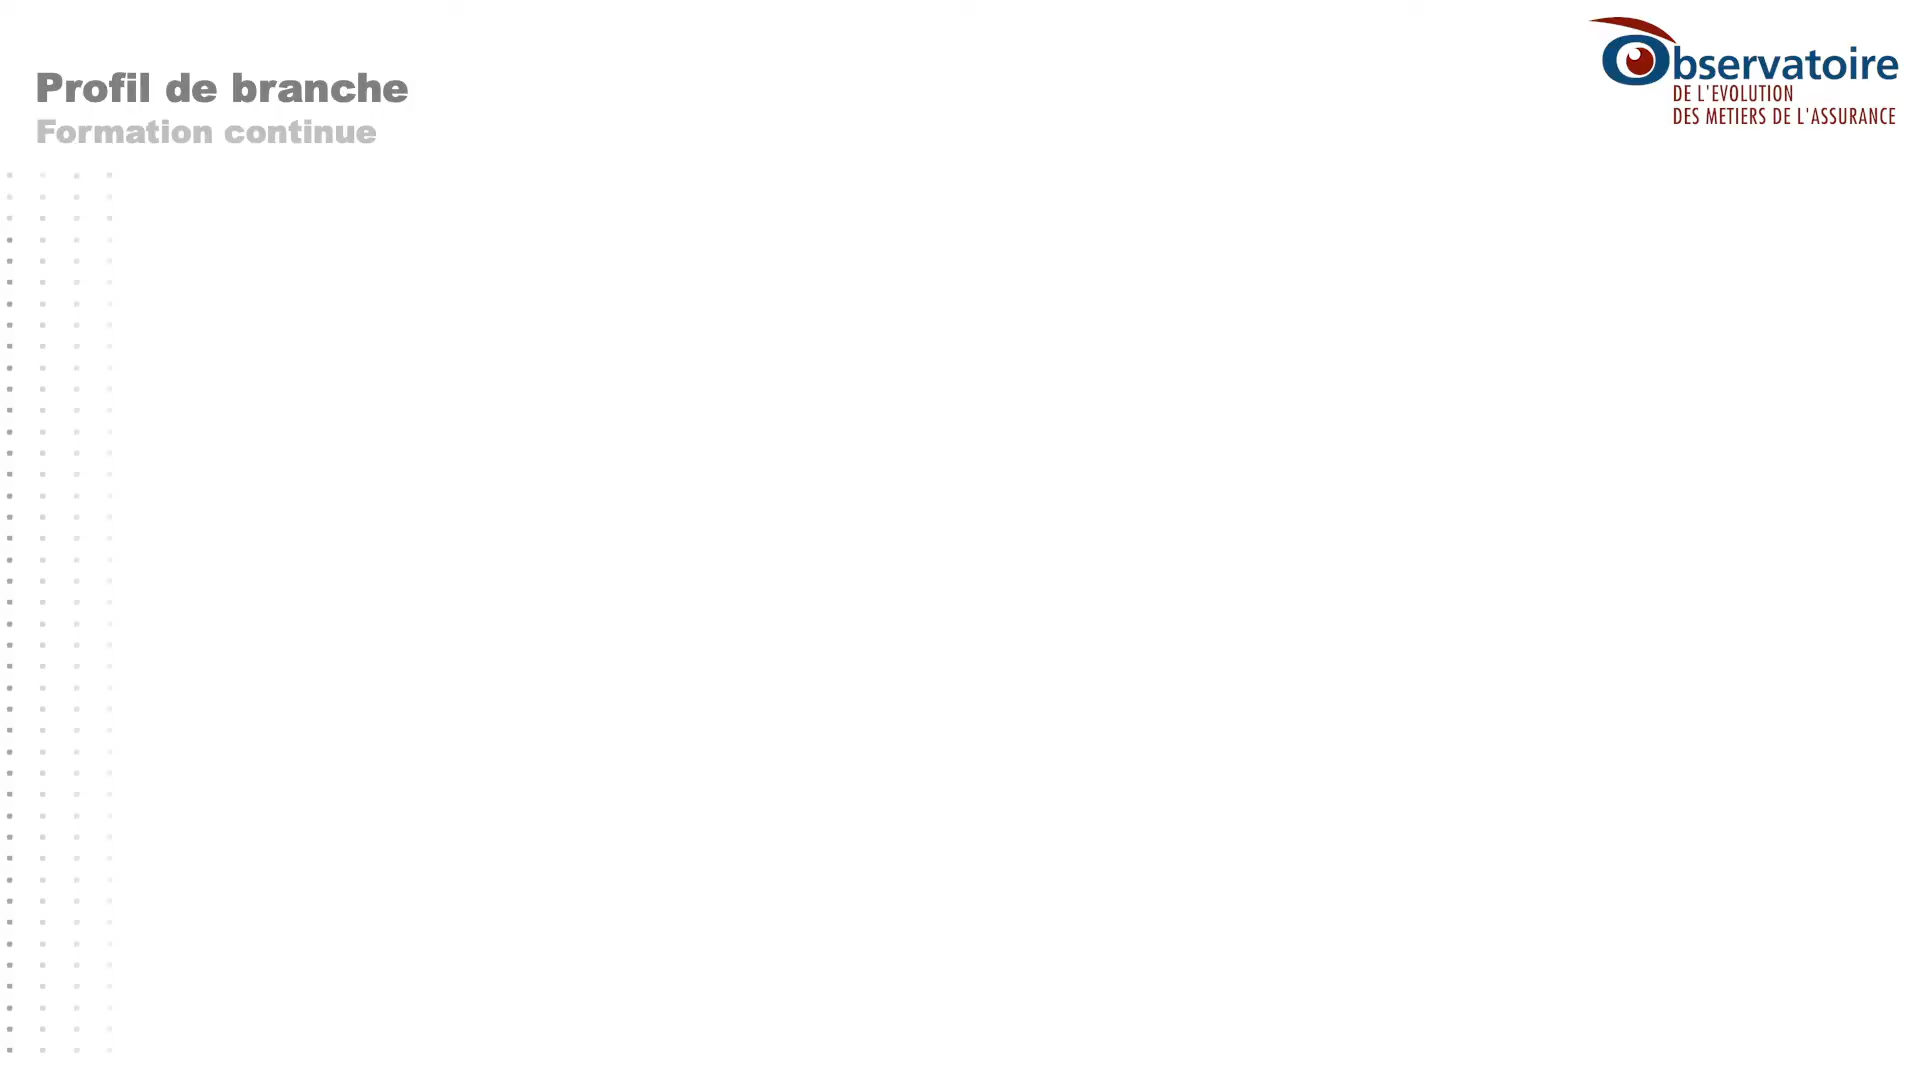 Profil de branche
Formation continue
Observatoire
DE L'EVOLUTION
DES METIERS DE L'ASSURANCE